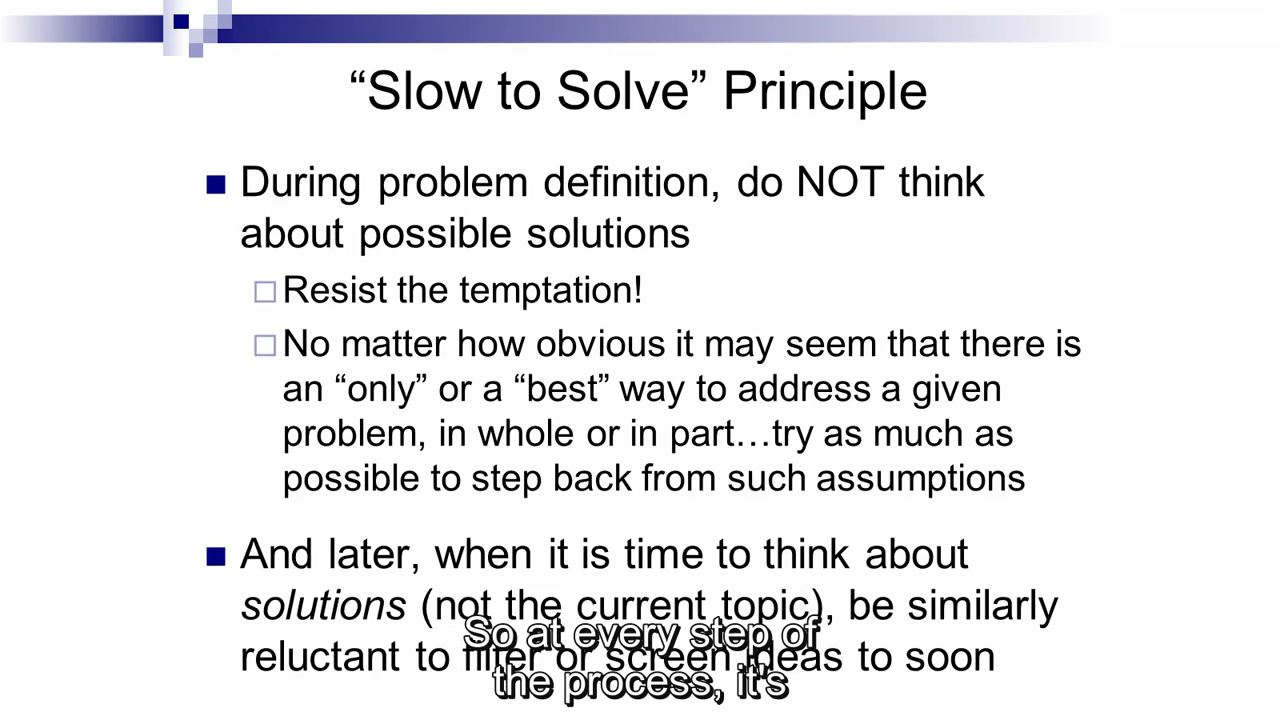 “Slow to Solve” Principle
During problem definition, do NOT think
about possible solutions
Resist the temptation!
No matter how obvious it may seem that there is
an “only” or a “best” way to address a given
problem, in whole or in part…try as much as
possible to step back from such assumptions
And later, when it is time to think about
solutions (not the current topic), be similarly
reluctant to filter or screen ideas to soon
So at every step of
the process, it's